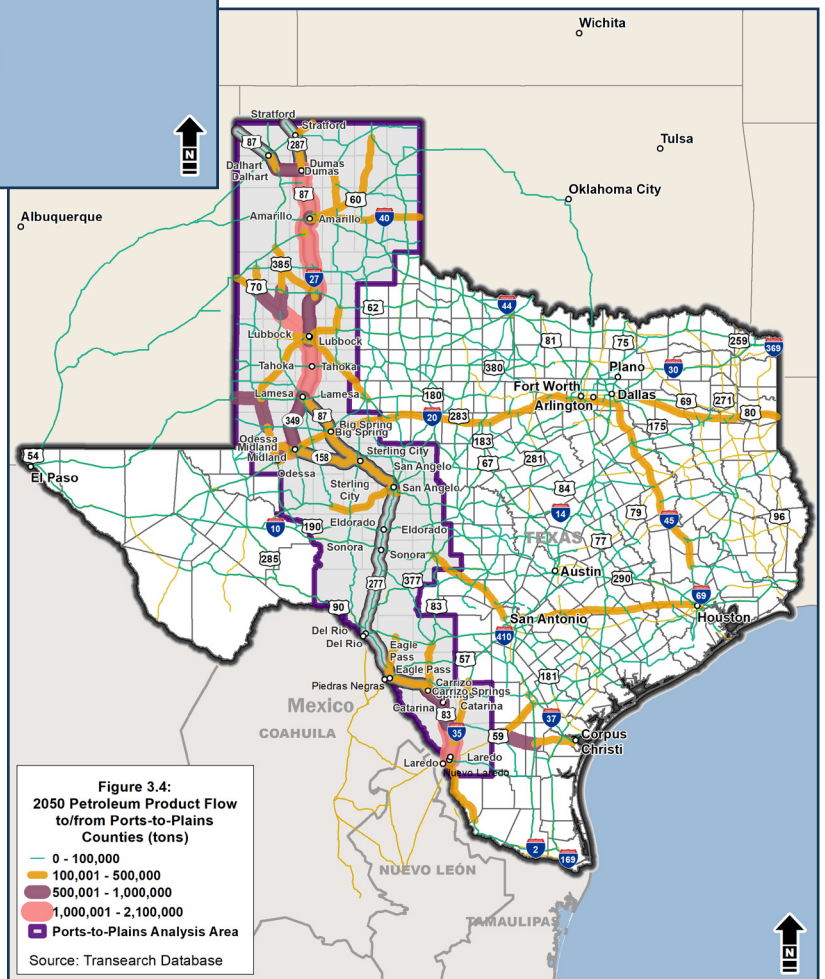 Wichita
Stratford
Stratford
87
287
N
Tulsa
Dalhart
Dalhart
Dumas
Dumas
87
60
Oklahoma City
Albuquerque
Amarillo
Amarillo
40
385
27
70
62
44
Lubbock
Lubbock
81
75
259
369
Tahoka
Tahoka
380
Plano
30
Lamesa
Lamesa
180
Fort Worth
Dallas
Arlington
69
271
80
349
87
20
283
175
Big Spring
Big Spring
Odessa
Midland
Midland
183
158
Sterling City
54
El Paso
Odessa
San Angelo
67
281
Sterling
City
San Angelo
84
14
79
45
96
10
190
Eldorado
Eldorado
TEXAS
77
285
Sonora
Sonora
277
377
Austin
290
90
83
69
Houston
San Antonio
410
Del Rio
Del Rio
Eagle
Pass
57
Eagle Pass
181
Piedras Negras
Carrizo
Carrizo Springs
Springs
Catarina
Catarina
Mexico
83
37
COAHUILA
35
59
Corpus
Christi
Laredo
Laredo
Nuevo Laredo
Figure 3.4:
2050 Petroleum Product Flow
to/from Ports-to-Plains
Counties (tons)
0 - 100,000
100,001 - 500,000
500,001 - 1,000,000
1,000,001 - 2,100,000
Ports-to-Plains Analysis Area
Source: Transearch Database
2
169
NUEVO LEÓN
TAMAULIPAS
N